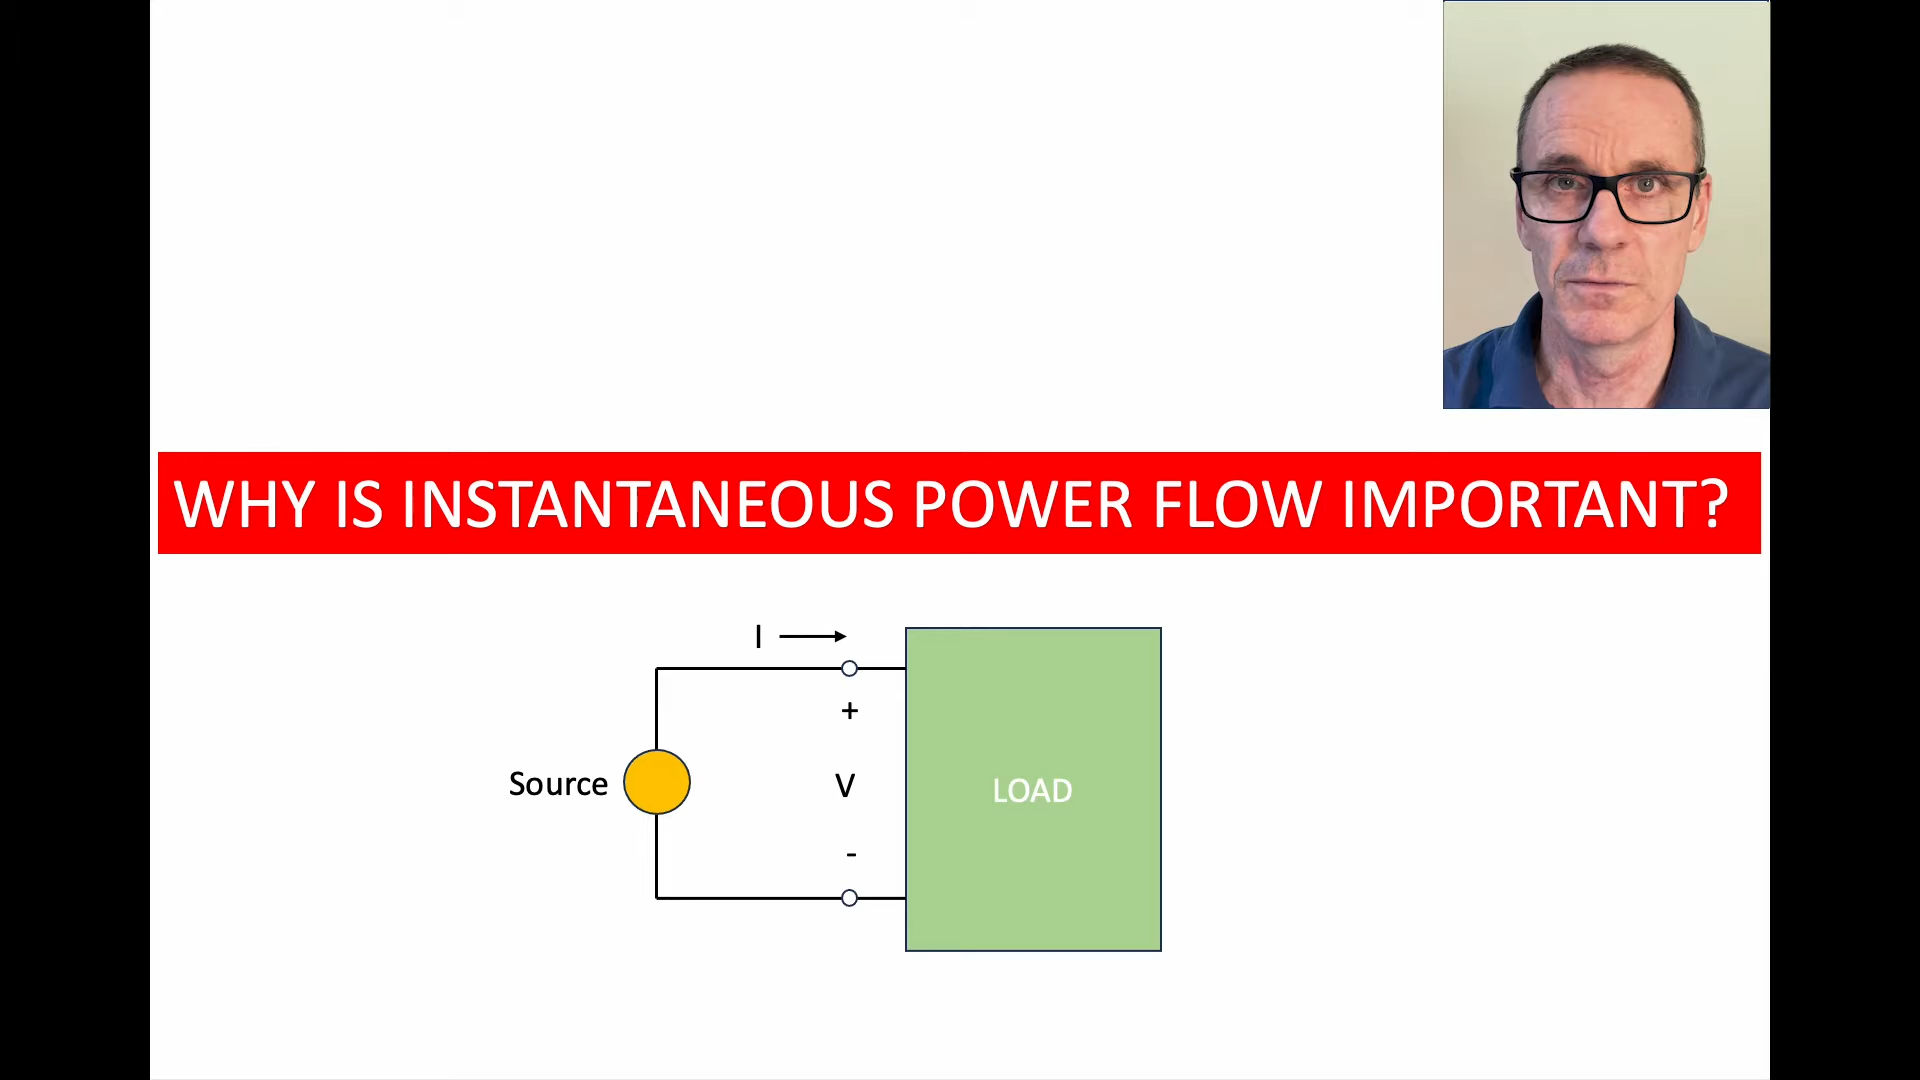 WHY IS INSTANTANEOUS POWER FLOW IMPORTANT?
I
+
Source
V
LOAD
-